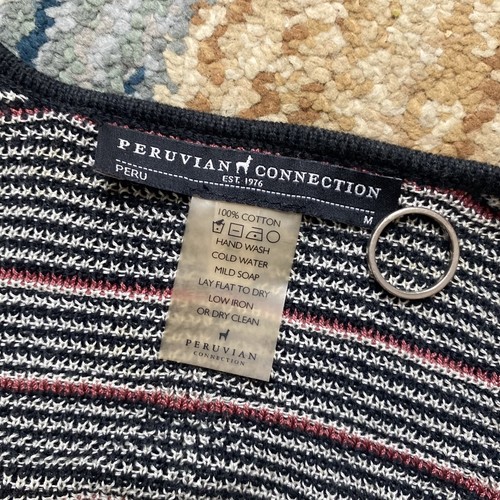 PERUVIAN CONNECTION
EST. 1976
PERU
M
100% COTTON
HAND WASH
COLD WATER
MILD SOAP
LAY FLAT TO DRY
LOW IRON
OR DRY CLEAN
PERUVIAN
CONNECTION